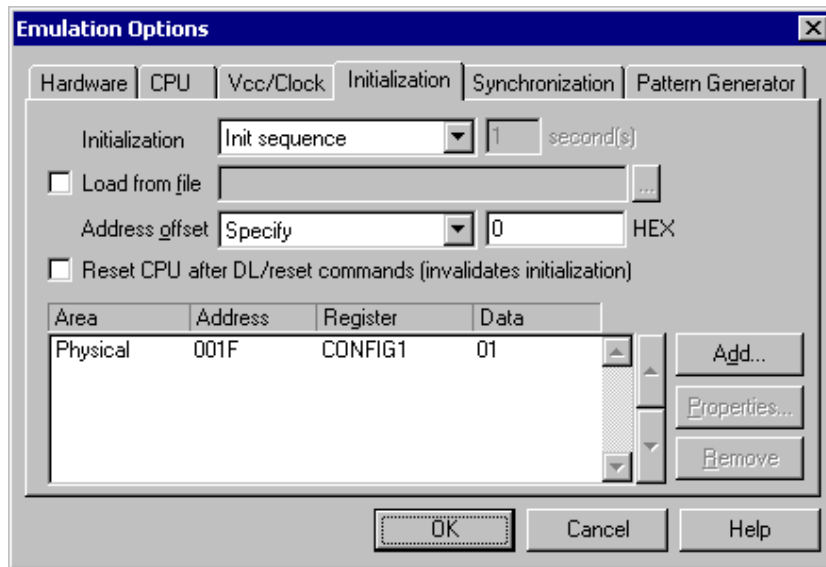 Emulation Options
Hardware CPU Vcc/Clock Initialization Synchronization Pattern Generator
Initialization Init sequence 1 second(s)
Load from file ...
Address offset Specify 0 HEX
Reset CPU after DL/reset commands (invalidates initialization)
Area Address Register Data
Physical 001F CONFIG1 01
Add...
Properties...
Remove
OK Cancel Help